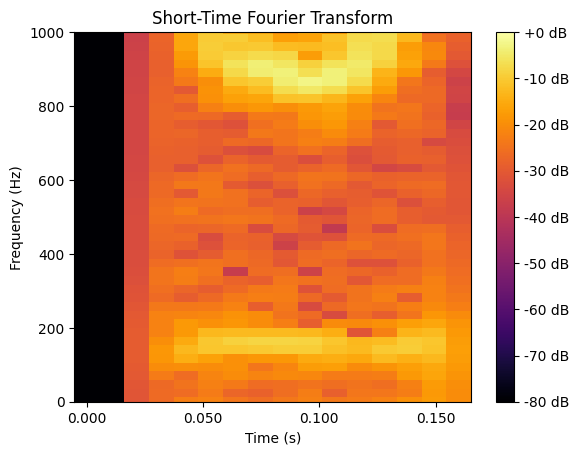 Short-Time Fourier Transform
Frequency (Hz)
1000
800
600
400
200
0
0.000
0.050
0.100
0.150
Time (s)
+0 dB
-10 dB
-20 dB
-30 dB
-40 dB
-50 dB
-60 dB
-70 dB
-80 dB